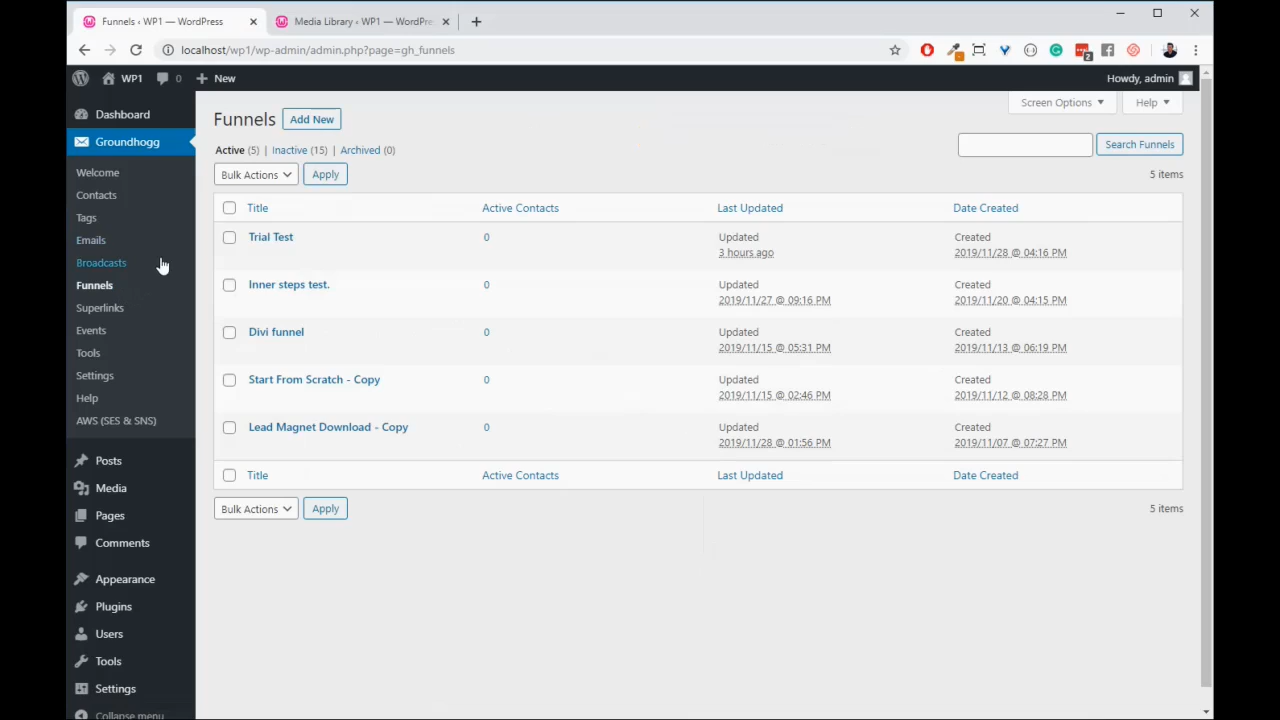 Funnels ‹ WP1 — WordPress
Media Library ‹ WP1 — WordPre
localhost/wp1/wp-admin/admin.php?page=gh_funnels
2
WP1 0 New Howdy, admin
Dashboard
Groundhogg
Welcome
Contacts
Tags
Emails
Broadcasts
Funnels
Superlinks
Events
Tools
Settings
Help
AWS (SES & SNS)
Posts
Media
Pages
Comments
Appearance
Plugins
Users
Tools
Settings
Collapse menu
Screen Options Help
Funnels Add New
Active (5) | Inactive (15) | Archived (0)
Search Funnels
Bulk Actions Apply 5 items
Title Active Contacts Last Updated Date Created
Trial Test 0 Updated Created
3 hours ago 2019/11/28 @ 04:16 PM
Inner steps test. 0 Updated Created
2019/11/27 @ 09:16 PM 2019/11/20 @ 04:15 PM
Divi funnel 0 Updated Created
2019/11/15 @ 05:31 PM 2019/11/13 @ 06:19 PM
Start From Scratch - Copy 0 Updated Created
2019/11/15 @ 02:46 PM 2019/11/12 @ 08:28 PM
Lead Magnet Download - Copy 0 Updated Created
2019/11/28 @ 01:56 PM 2019/11/07 @ 07:27 PM
Title Active Contacts Last Updated Date Created
Bulk Actions Apply 5 items